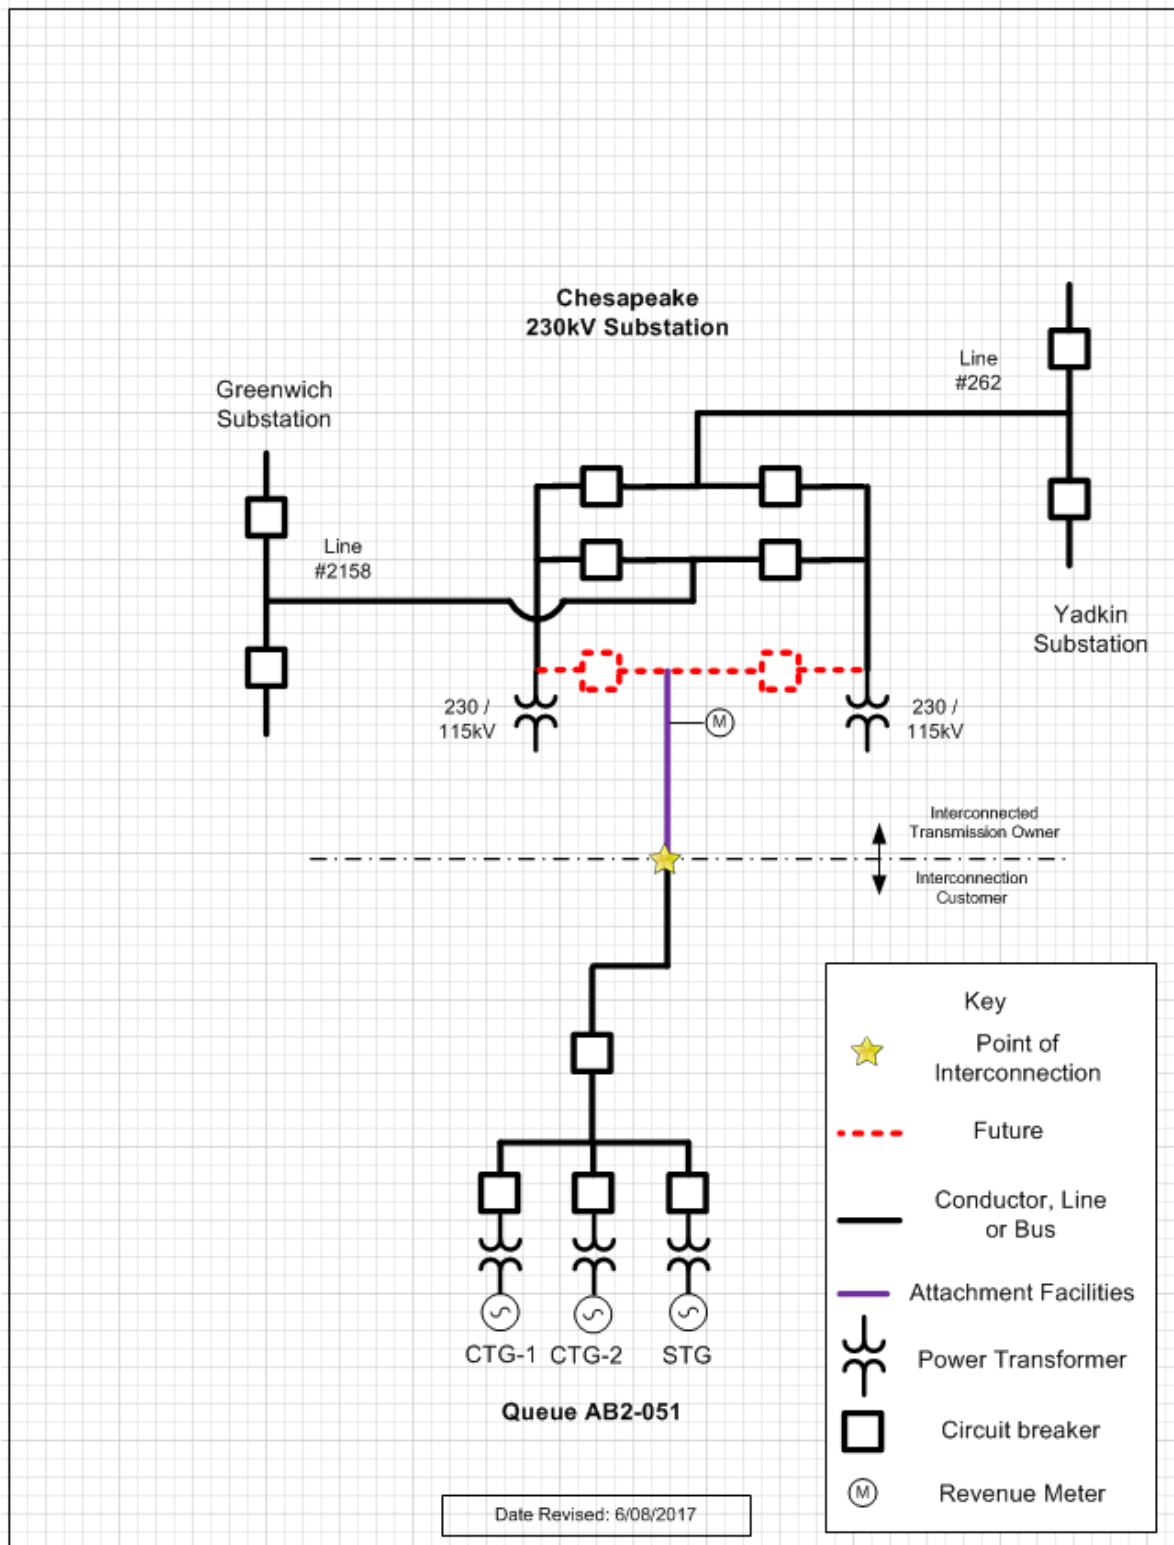 Chesapeake
230kV Substation
Line
#262
Greenwich
Substation
Line
#2158
Yadkin
Substation
230 /
115kV
M
230 /
115kV
Interconnected
Transmission Owner
Interconnection
Customer
Key
Point of
Interconnection
Future
Conductor, Line
or Bus
Attachment Facilities
Power Transformer
Circuit breaker
M
Revenue Meter
CTG-1
CTG-2
STG
Queue AB2-051
Date Revised: 6/08/2017